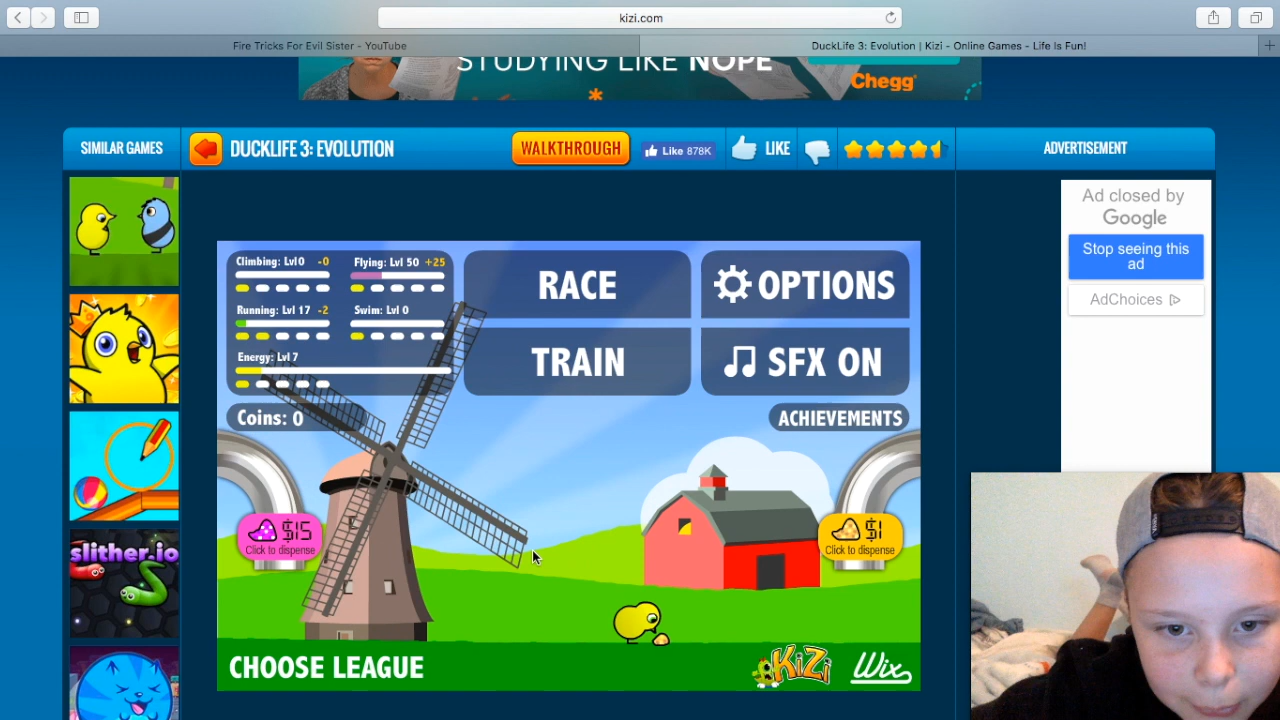 kizi.com
Fire Tricks For Evil Sister - YouTube
DuckLife 3: Evolution | Kizi - Online Games - Life Is Fun!
STUDYING LIKE NOPE
Chegg
SIMILAR GAMES
DUCKLIFE 3: EVOLUTION
WALKTHROUGH
Like 878K
LIKE
ADVERTISEMENT
Ad closed by
Google
Stop seeing this
ad
AdChoices
Climbing: Lvl 0 -0
Flying: Lvl 50 +25
Running: Lvl 17 -2
Swim: Lvl 0
Energy: Lvl 7
Coins: 0
RACE
OPTIONS
TRAIN
SFX ON
ACHIEVEMENTS
$15
Click to dispense
$1
Click to dispense
slither.io
CHOOSE LEAGUE
KiZi
Wix